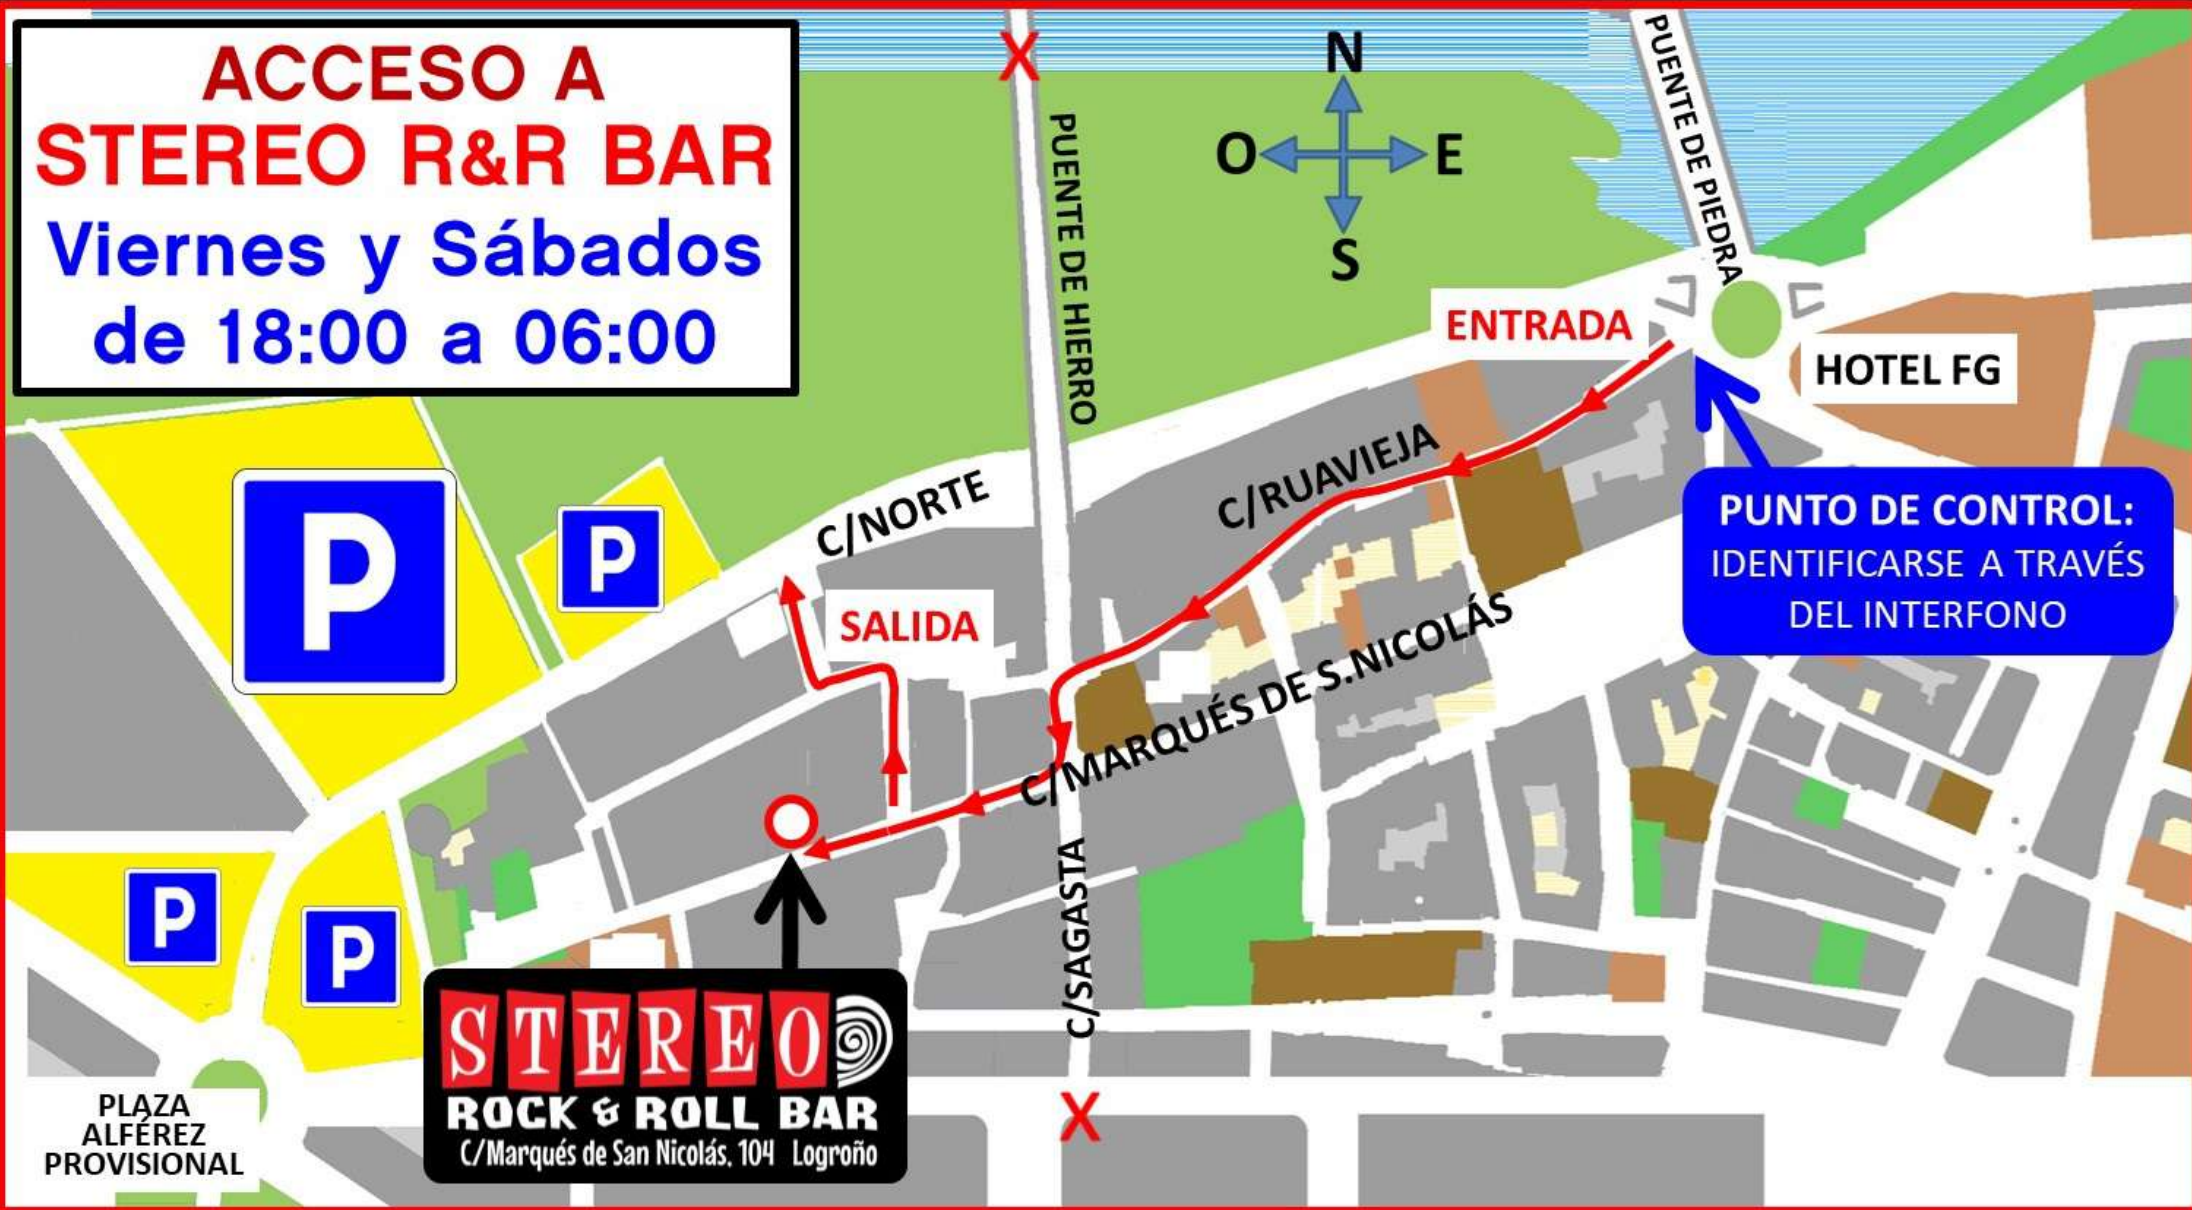 ACCESO A
STEREO R&R BAR
Viernes y Sábados
de 18:00 a 06:00
X
PUENTE DE HIERRO
N
O
E
S
PUENTE DE PIEDRA
ENTRADA
HOTEL FG
C/RUAVIEJA
C/NORTE
PUNTO DE CONTROL:
IDENTIFICARSE A TRAVÉS
DEL INTERFONO
P
P
SALIDA
C/MARQUÉS DE S.NICOLÁS
P
P
C/SAGASTA
STEREO
ROCK & ROLL BAR
C/Marqués de San Nicolás, 104 Logroño
X
PLAZA
ALFÉREZ
PROVISIONAL